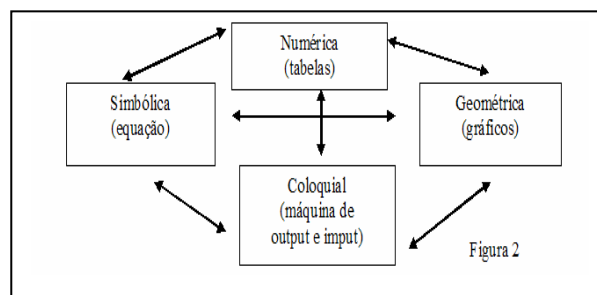 Numérica
(tabelas)
Simbólica
(equação)
Geométrica
(gráficos)
Coloquial
(máquina de
output e imput)
Figura 2